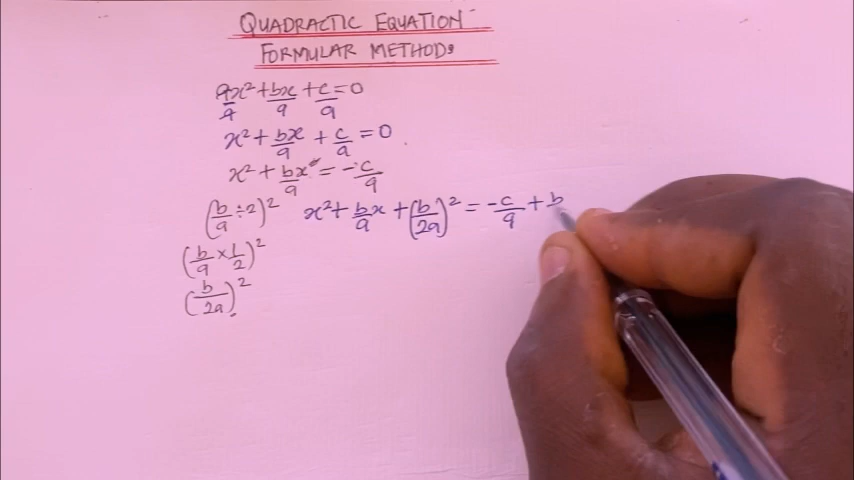 QUADRACTIC EQUATION
FORMULAR METHOD:
ax²/a + bx/a + c/a = 0
x² + bx/a + c/a = 0
x² + bx/a = -c/a
(b/a ÷ 2)² x² + b/a x + (b/2a)² = -c/a + b
(b/a × 1/2)²
(b/2a)²